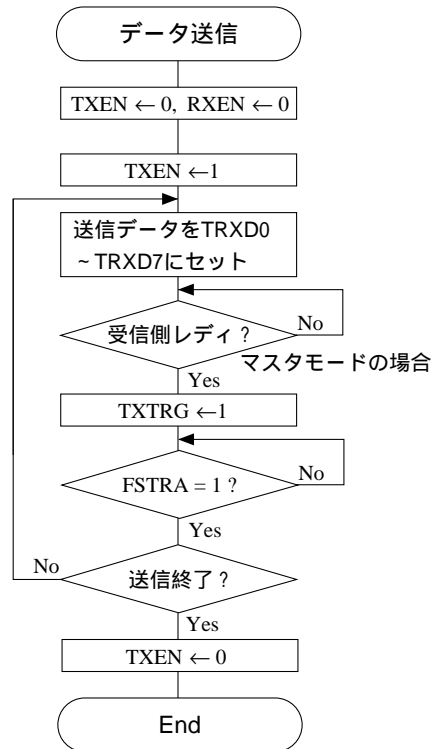 データ送信
TXEN ← 0, RXEN ← 0
TXEN ←1
送信データをTRXD0
~TRXD7にセット
受信側レディ?
No
マスタモードの場合
Yes
TXTRG ←1
FSTRA = 1 ?
No
Yes
送信終了?
No
Yes
TXEN ← 0
End